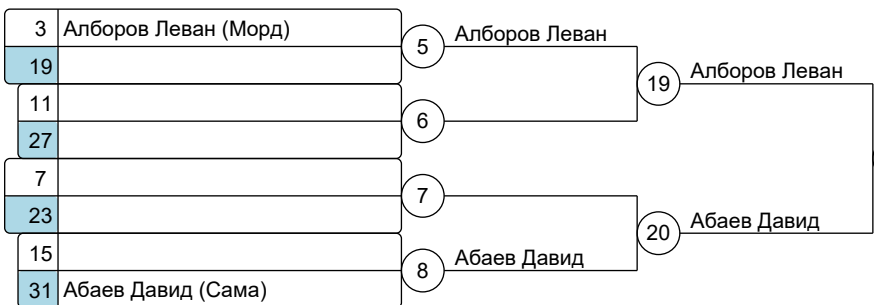 3 Алборов Леван (Морд)
19
5 Алборов Леван
11
27
6
19 Алборов Леван
7
23
7
15
31 Абаев Давид (Сама)
8 Абаев Давид
20 Абаев Давид